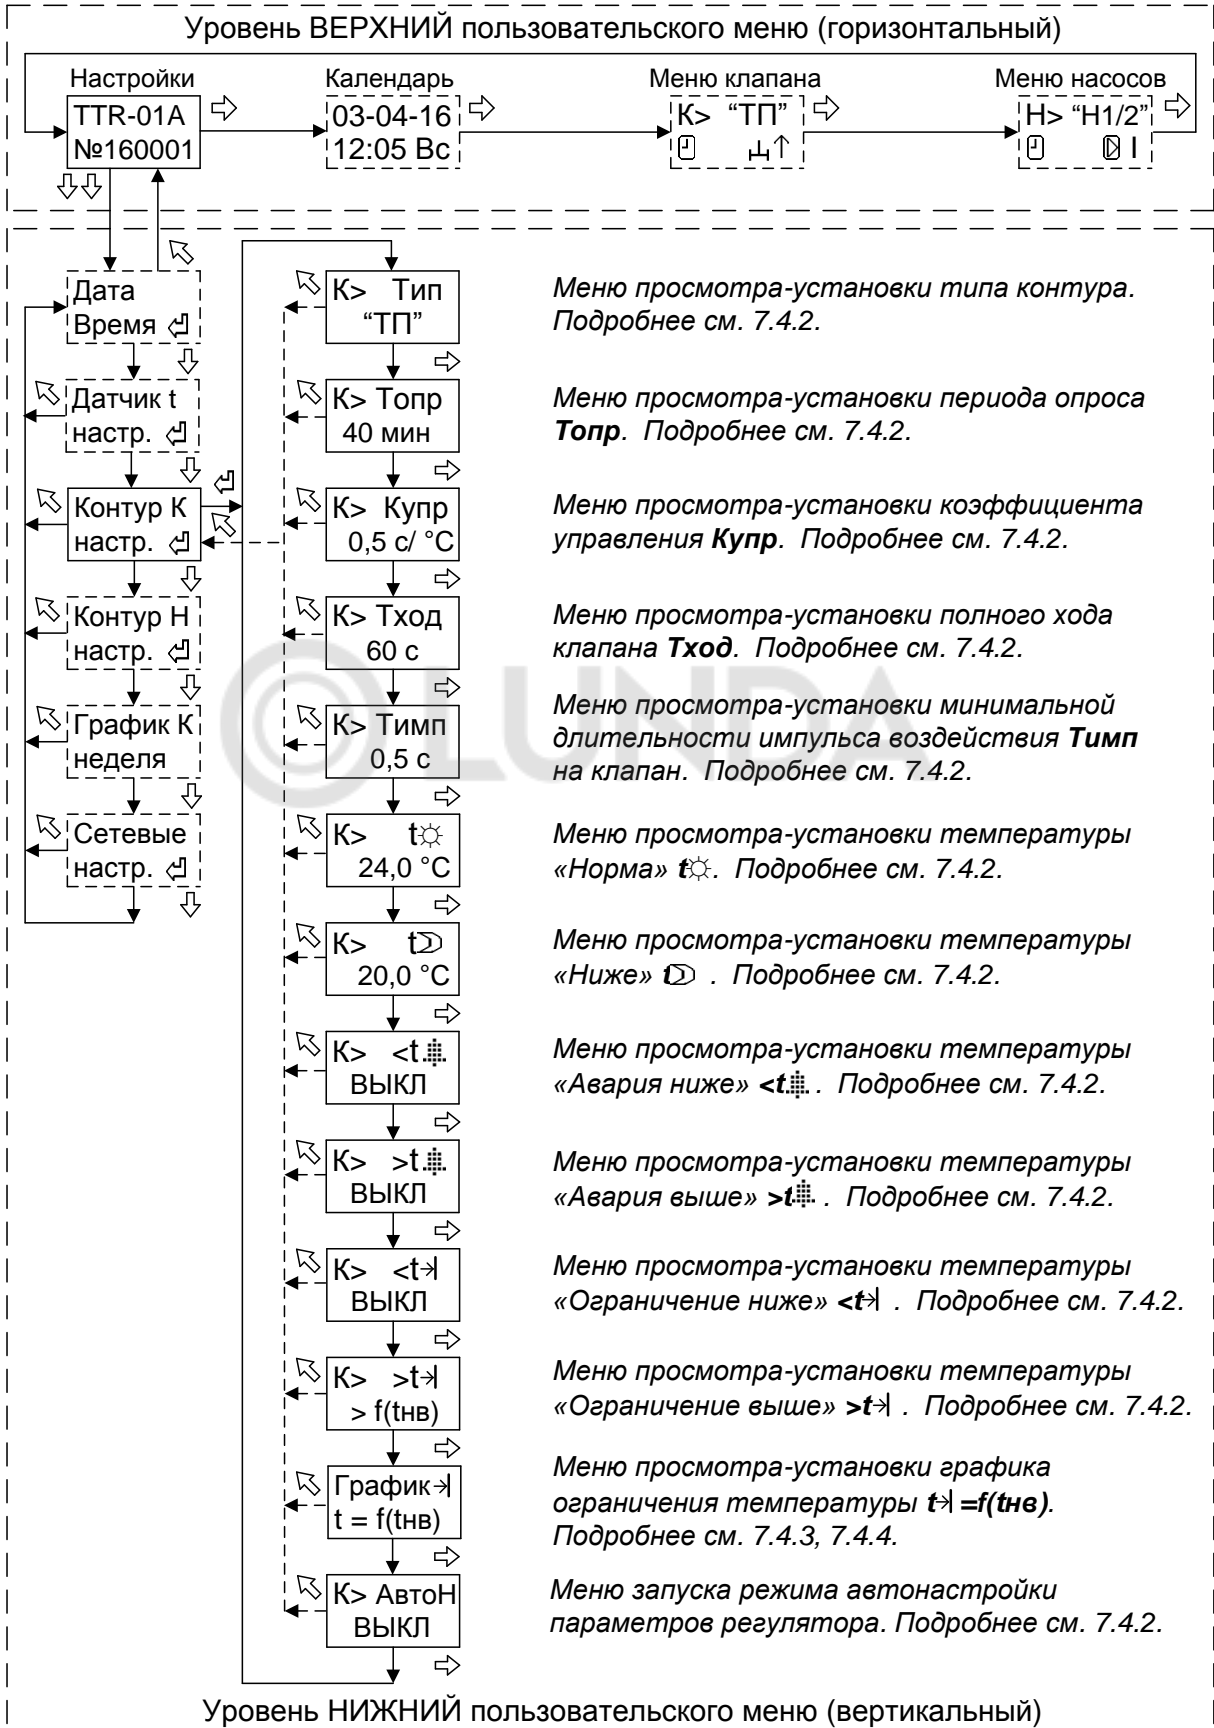 Уровень ВЕРХНИЙ пользовательского меню (горизонтальный)
Настройки
Календарь
Меню клапана
Меню насосов
TTR-01A
№160001
03-04-16
12:05 Вс
К> “ТП”
Н> “Н1/2”
Дата
Время
Датчик t
настр.
Контур К
настр.
Контур Н
настр.
График К
неделя
Сетевые
настр.
К> Тип
“ТП”
Меню просмотра-установки типа контура.
Подробнее см. 7.4.2.
К> Топр
40 мин
Меню просмотра-установки периода опроса
Топр. Подробнее см. 7.4.2.
К> Купр
0,5 с/ °С
Меню просмотра-установки коэффициента
управления Купр. Подробнее см. 7.4.2.
К> Тход
60 с
Меню просмотра-установки полного хода
клапана Тход. Подробнее см. 7.4.2.
LUNDA
К> Тимп
0,5 с
Меню просмотра-установки минимальной
длительности импульса воздействия Тимп
на клапан. Подробнее см. 7.4.2.
К> t☼
24,0 °С
Меню просмотра-установки температуры
«Норма» t☼. Подробнее см. 7.4.2.
К> t
20,0 °С
Меню просмотра-установки температуры
«Ниже» t . Подробнее см. 7.4.2.
К> <t
ВЫКЛ
Меню просмотра-установки температуры
«Авария ниже» <t . Подробнее см. 7.4.2.
К> >t
ВЫКЛ
Меню просмотра-установки температуры
«Авария выше» >t . Подробнее см. 7.4.2.
К> <t→|
ВЫКЛ
Меню просмотра-установки температуры
«Ограничение ниже» <t→| . Подробнее см. 7.4.2.
К> >t→|
> f(tнв)
Меню просмотра-установки температуры
«Ограничение выше» >t→| . Подробнее см. 7.4.2.
График→|
t = f(tнв)
Меню просмотра-установки графика
ограничения температуры t→| =f(tнв).
Подробнее см. 7.4.3, 7.4.4.
К> АвтоН
ВЫКЛ
Меню запуска режима автонастройки
параметров регулятора. Подробнее см. 7.4.2.
Уровень НИЖНИЙ пользовательского меню (вертикальный)